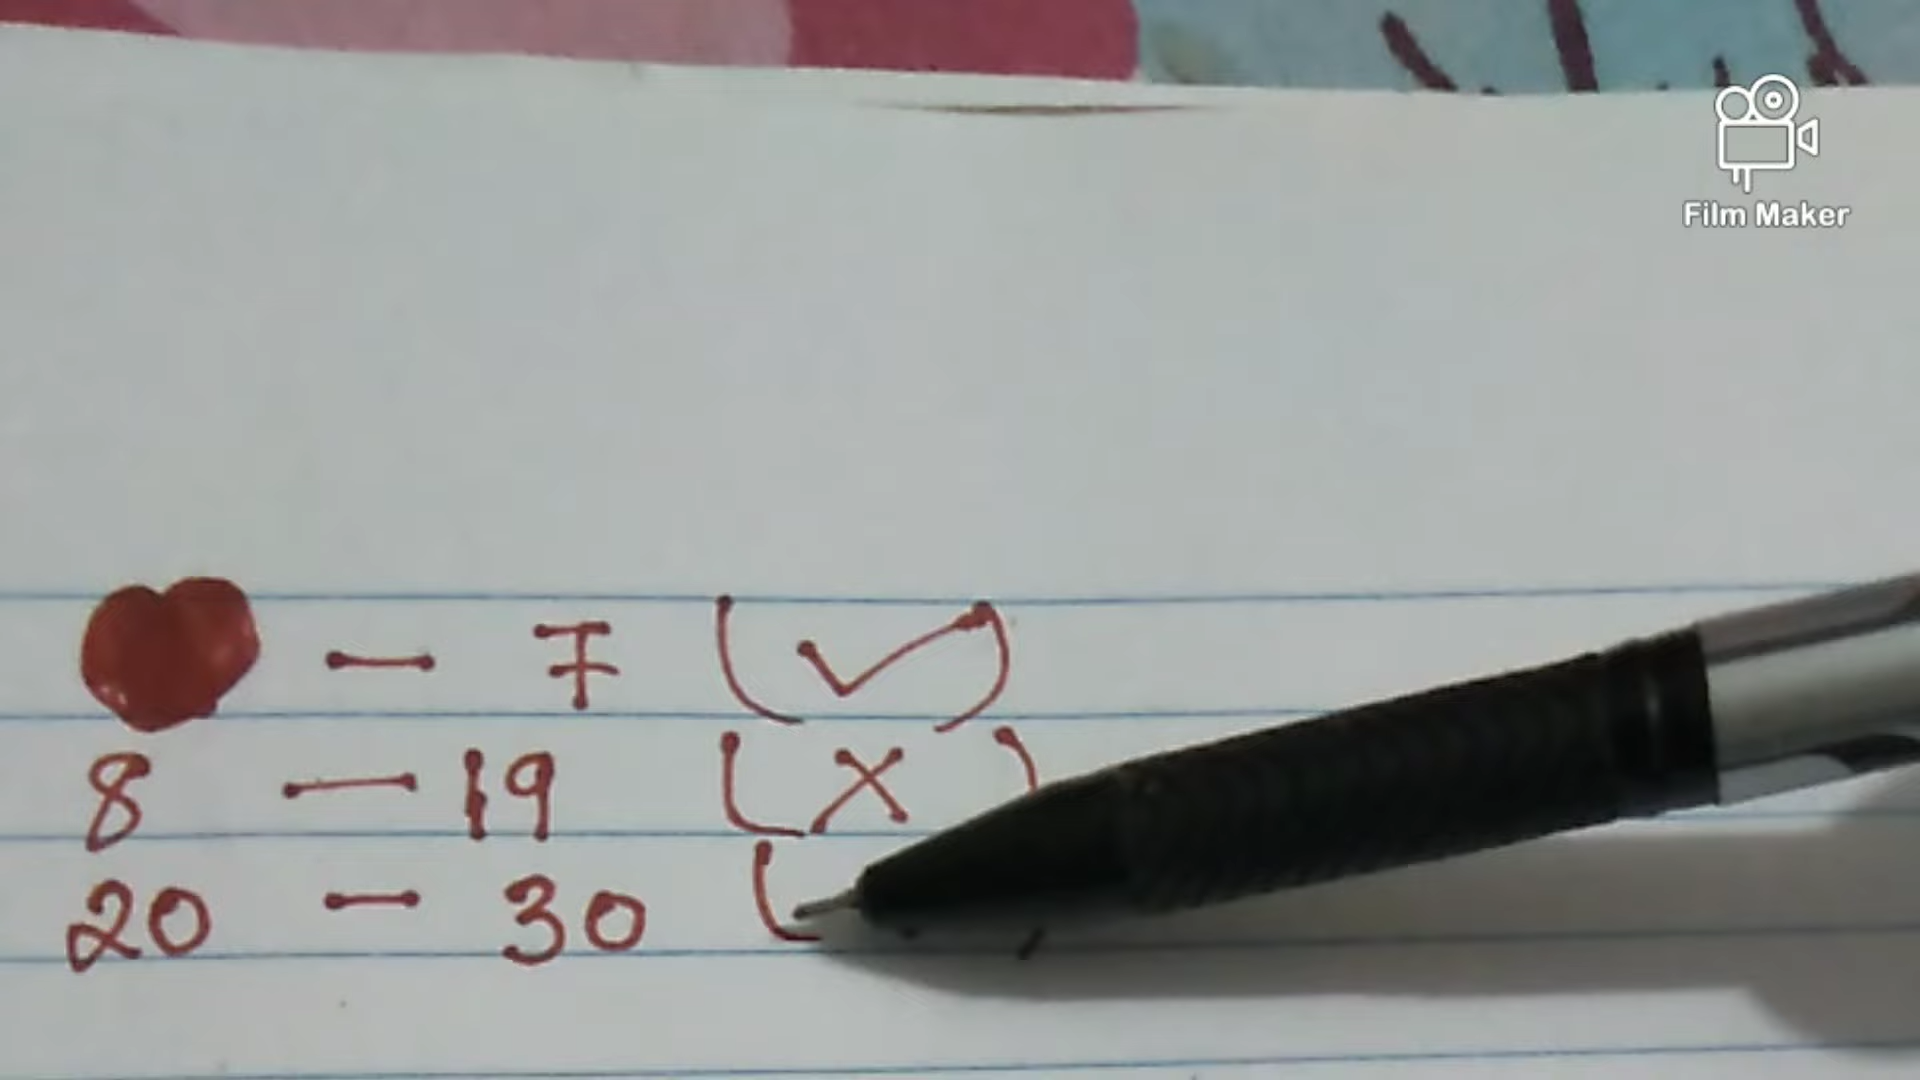 Film Maker
❤ — 7 (✓)
8 — 19 (×)
20 — 30 (